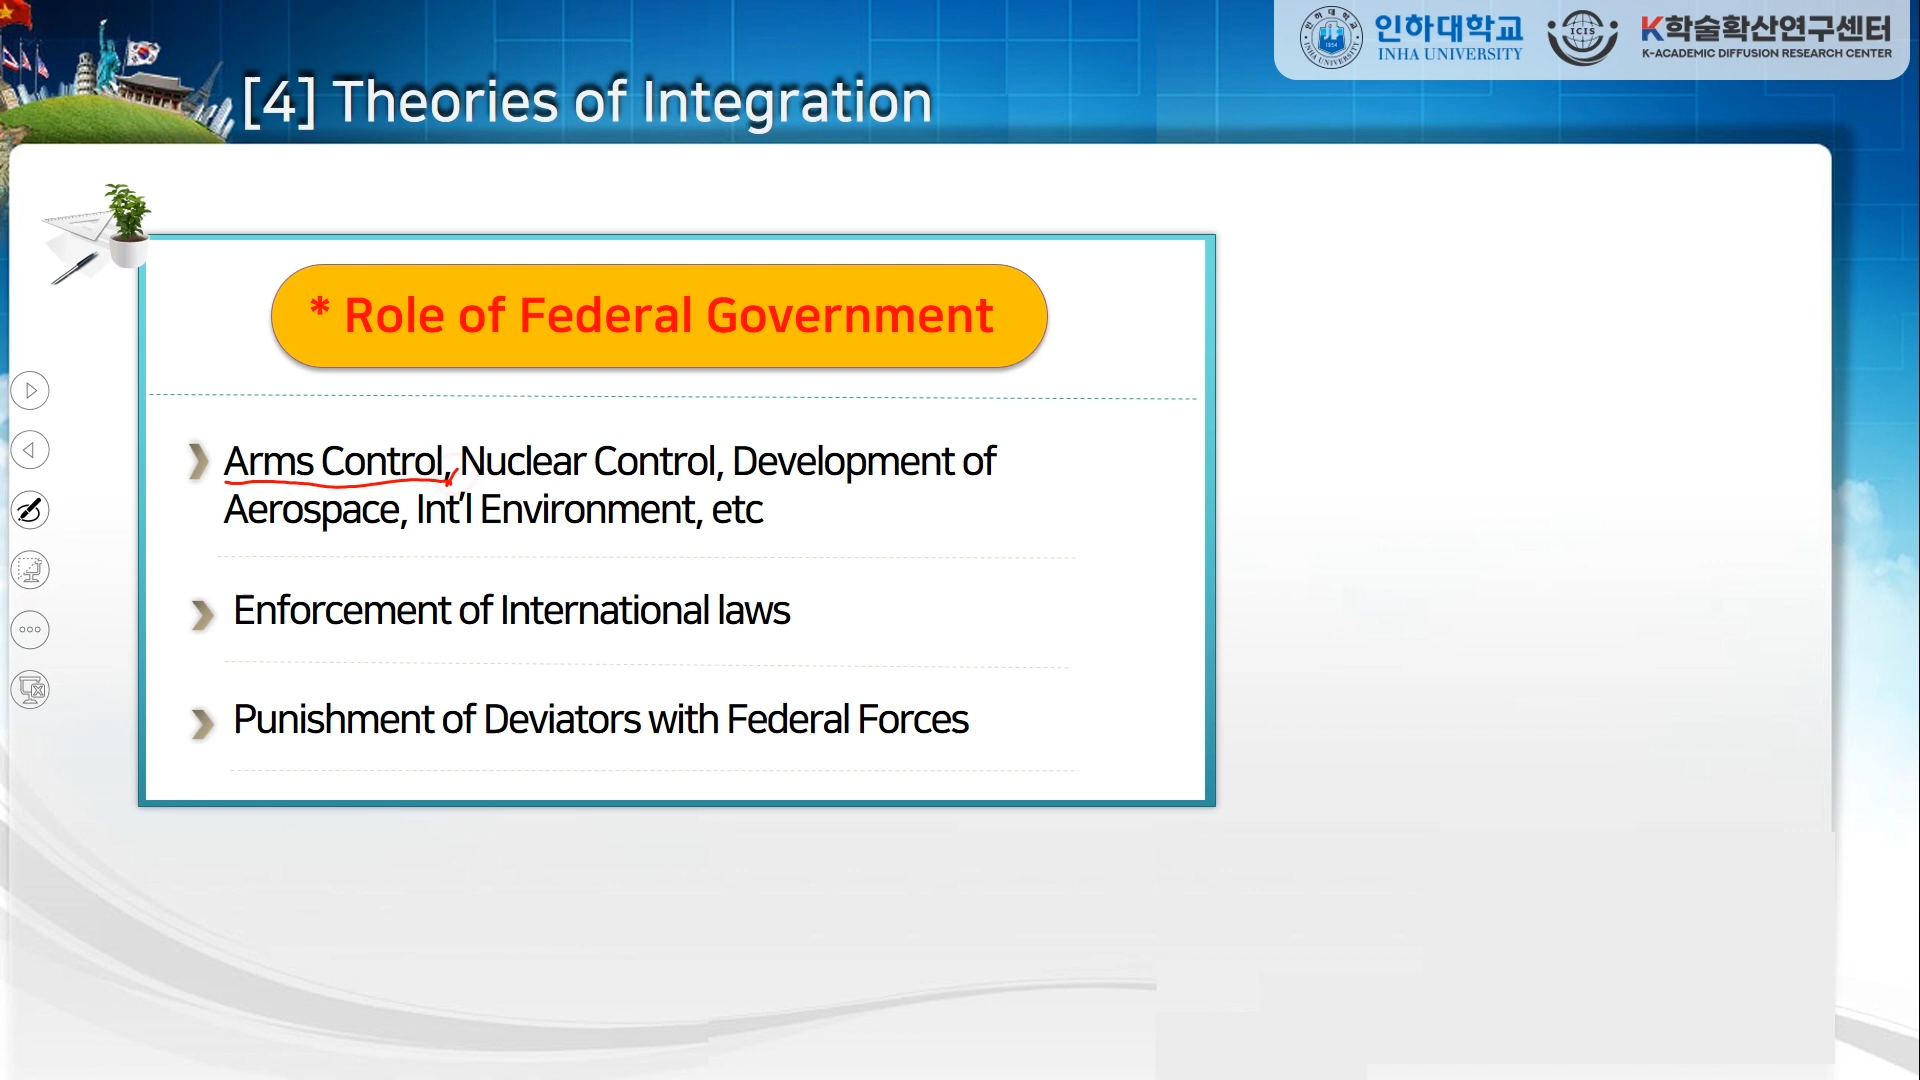 인하대학교
INHA UNIVERSITY
ICIS
K학술확산연구센터
K-ACADEMIC DIFFUSION RESEARCH CENTER
[4] Theories of Integration
* Role of Federal Government
Arms Control, Nuclear Control, Development of
Aerospace, Int'l Environment, etc
Enforcement of International laws
Punishment of Deviators with Federal Forces